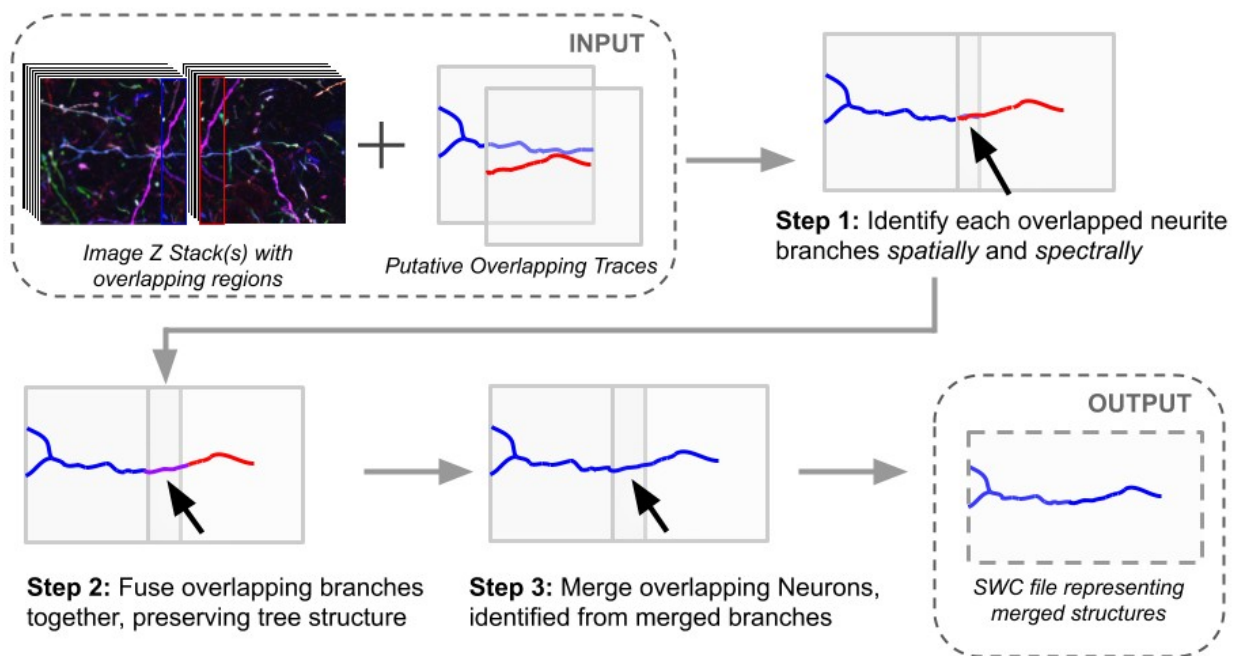 INPUT
Image Z Stack(s) with
overlapping regions
Putative Overlapping Traces
Step 1: Identify each overlapped neurite
branches spatially and spectrally
Step 2: Fuse overlapping branches
together, preserving tree structure
Step 3: Merge overlapping Neurons,
identified from merged branches
OUTPUT
SWC file representing
merged structures